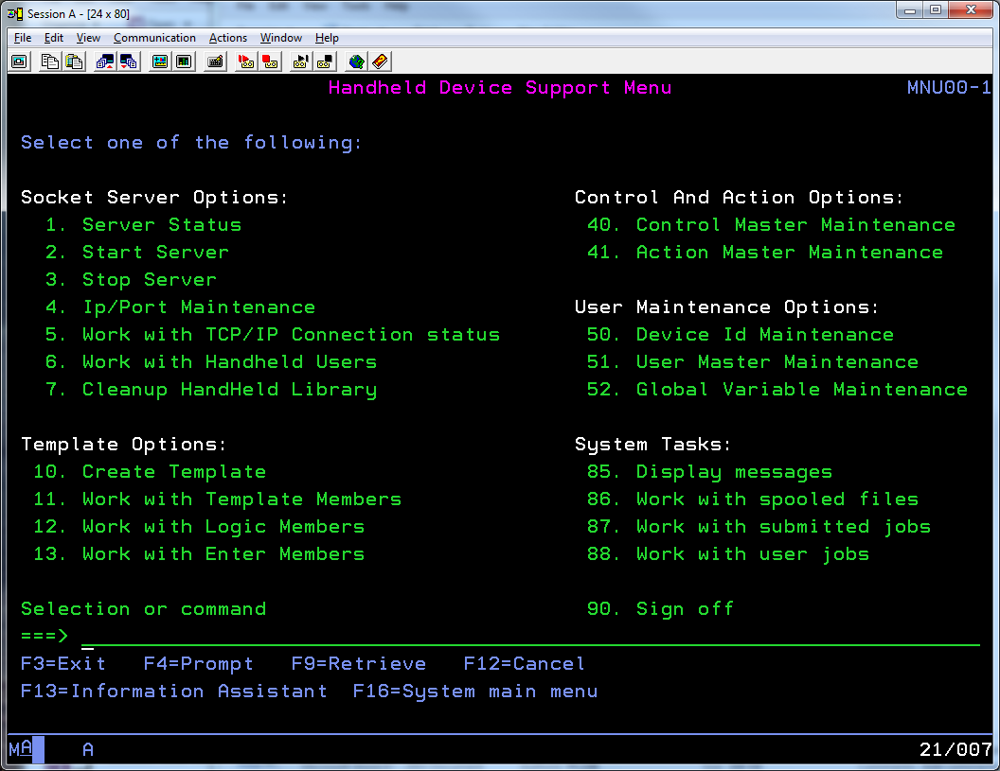 Session A - [24 x 80]
File Edit View Communication Actions Window Help
Handheld Device Support Menu MNU00-1
Select one of the following:
Socket Server Options: Control And Action Options:
1. Server Status 40. Control Master Maintenance
2. Start Server 41. Action Master Maintenance
3. Stop Server
4. Ip/Port Maintenance User Maintenance Options:
5. Work with TCP/IP Connection status 50. Device Id Maintenance
6. Work with Handheld Users 51. User Master Maintenance
7. Cleanup HandHeld Library 52. Global Variable Maintenance
Template Options: System Tasks:
10. Create Template 85. Display messages
11. Work with Template Members 86. Work with spooled files
12. Work with Logic Members 87. Work with submitted jobs
13. Work with Enter Members 88. Work with user jobs
Selection or command 90. Sign off
===>
F3=Exit F4=Prompt F9=Retrieve F12=Cancel
F13=Information Assistant F16=System main menu
MA A 21/007